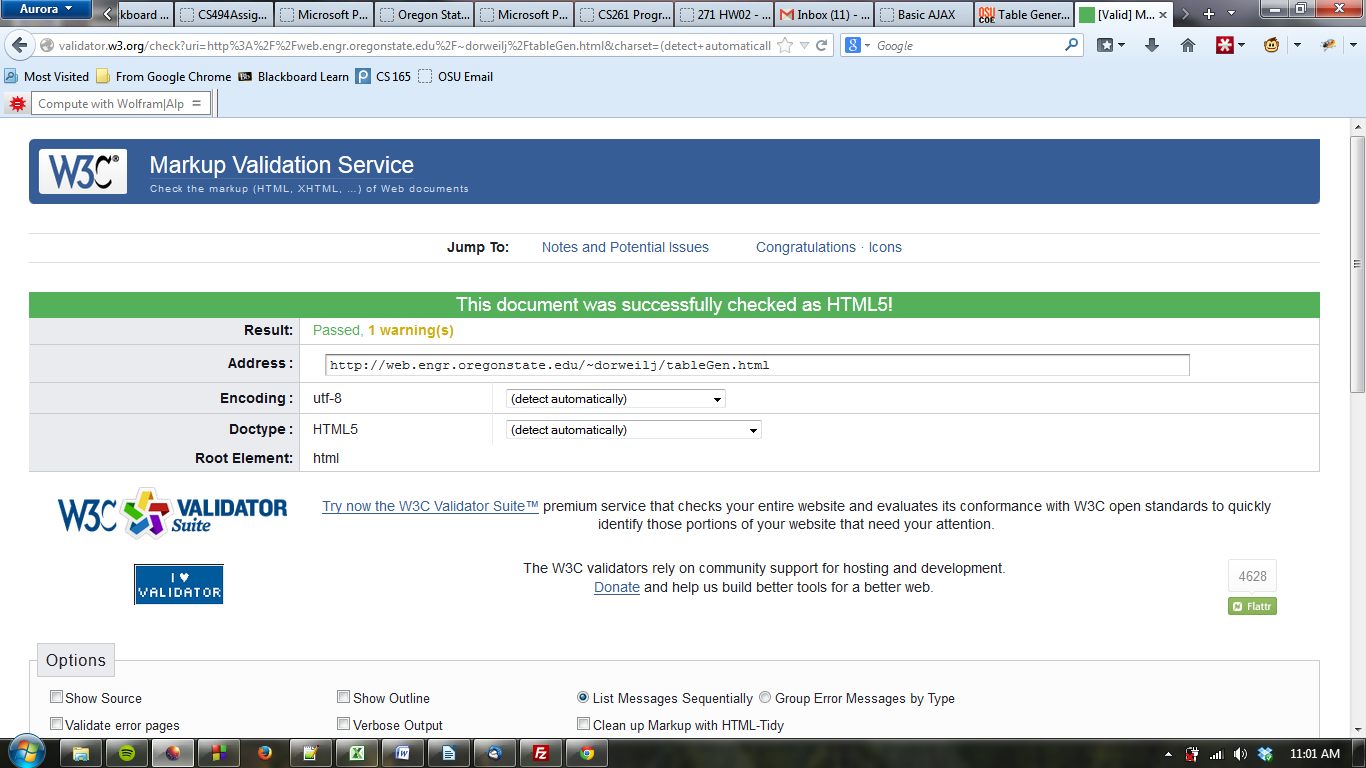 Aurora
kboard ...
CS494Assig...
Microsoft P...
Oregon Stat...
Microsoft P...
CS261 Progr...
271 HW02 - ...
Inbox (11) - ...
Basic AJAX
OSU COE Table Gener...
[Valid] M...
validator.w3.org/check?uri=http%3A%2F%2Fweb.engr.oregonstate.edu%2F~dorweilj%2FtableGen.html&charset=(detect+automaticall
Google
Most Visited
From Google Chrome
Bb Blackboard Learn
CS 165
OSU Email
Compute with Wolfram|Alp
W3C® Markup Validation Service
Check the markup (HTML, XHTML, …) of Web documents
Jump To: Notes and Potential Issues Congratulations · Icons
This document was successfully checked as HTML5!
Result: Passed, 1 warning(s)
Address : http://web.engr.oregonstate.edu/~dorweilj/tableGen.html
Encoding : utf-8 (detect automatically)
Doctype : HTML5 (detect automatically)
Root Element: html
W3C VALIDATOR Suite
Try now the W3C Validator Suite™ premium service that checks your entire website and evaluates its conformance with W3C open standards to quickly
identify those portions of your website that need your attention.
I ♥
VALIDATOR
The W3C validators rely on community support for hosting and development.
Donate and help us build better tools for a better web.
4628
Flattr
Options
Show Source Show Outline List Messages Sequentially Group Error Messages by Type
Validate error pages Verbose Output Clean up Markup with HTML-Tidy
11:01 AM